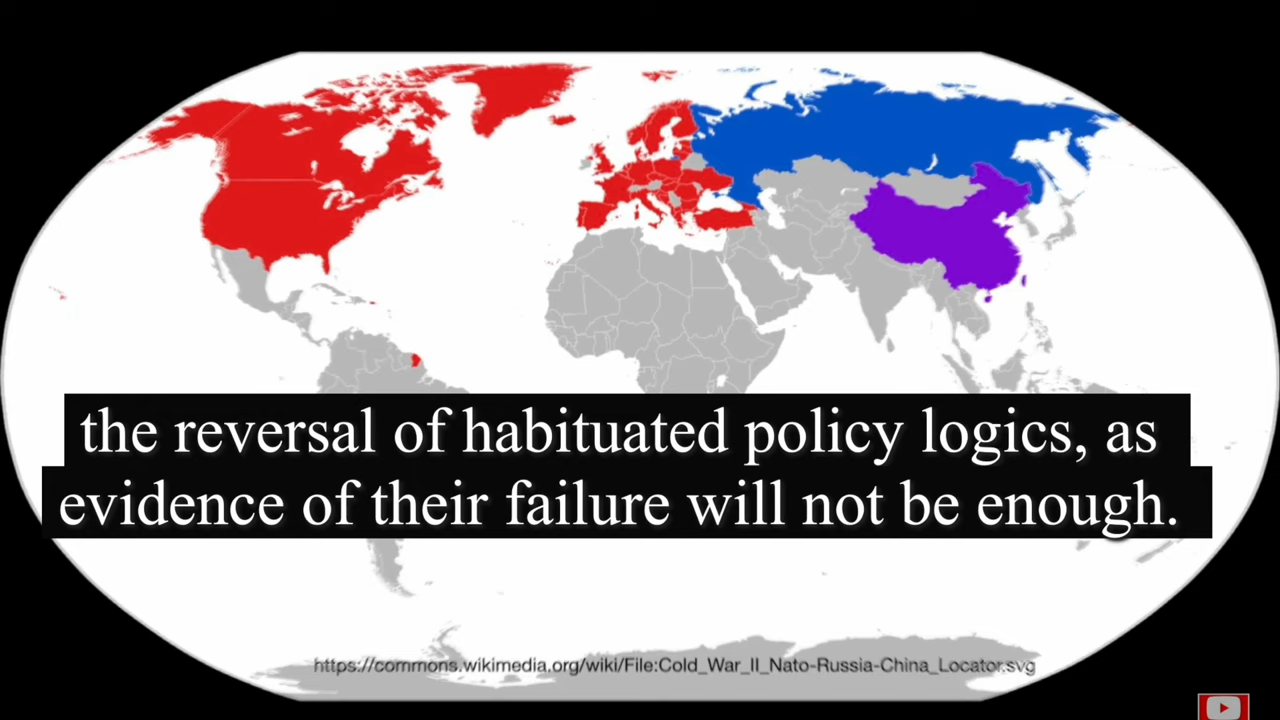 the reversal of habituated policy logics, as
evidence of their failure will not be enough.
https://commons.wikimedia.org/wiki/File:Cold_War_II_Nato-Russia-China_Locator.svg